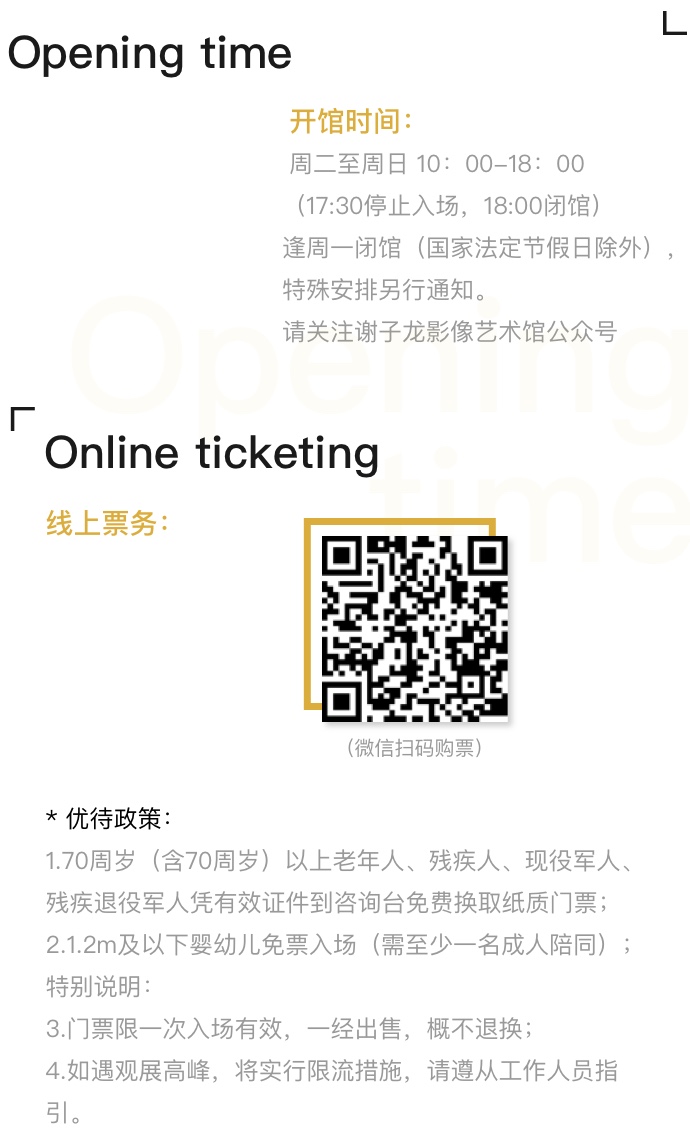 Opening time
开馆时间：
周二至周日 10：00–18：00
（17:30停止入场，18:00闭馆）
逢周一闭馆（国家法定节假日除外），
特殊安排另行通知。
请关注谢子龙影像艺术馆公众号
Opening
time
Online ticketing
线上票务：
（微信扫码购票）
* 优待政策：
1.70周岁（含70周岁）以上老年人、残疾人、现役军人、
残疾退役军人凭有效证件到咨询台免费换取纸质门票；
2.1.2m及以下婴幼儿免票入场（需至少一名成人陪同）；
特别说明：
3.门票限一次入场有效，一经出售，概不退换；
4.如遇观展高峰，将实行限流措施，请遵从工作人员指
引。